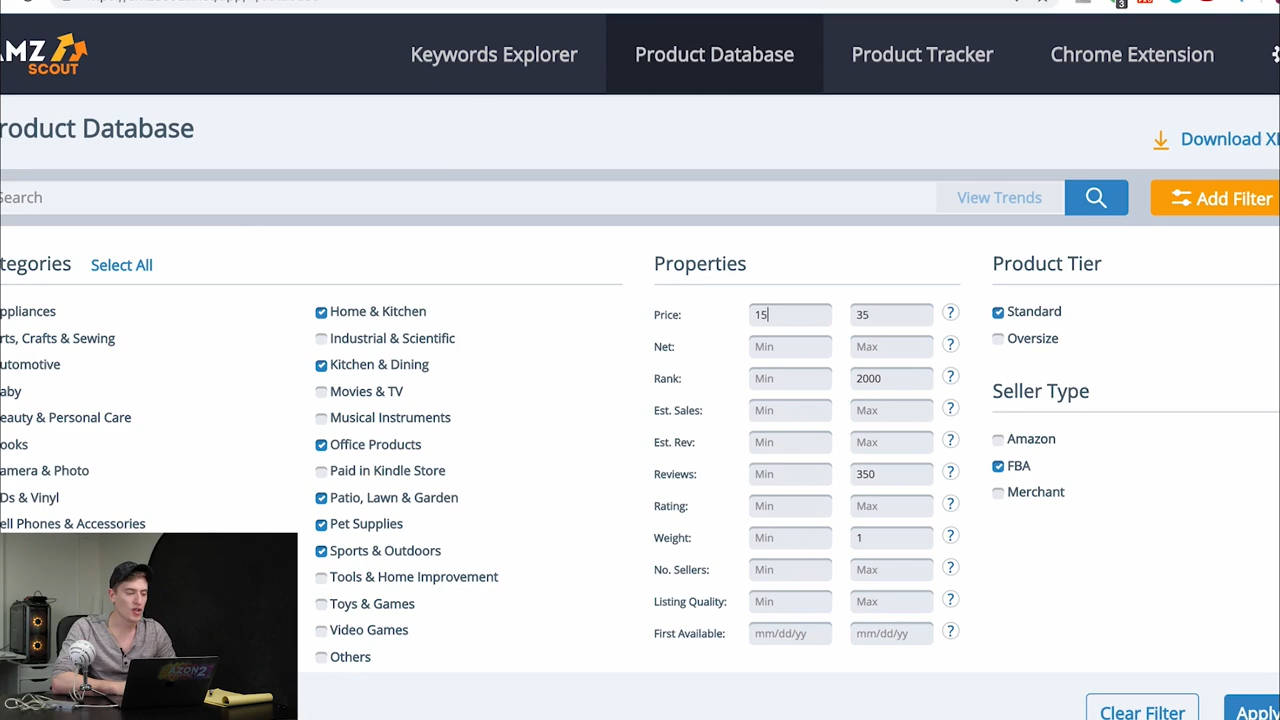 AMZ SCOUT
Keywords Explorer
Product Database
Product Tracker
Chrome Extension
roduct Database
Download XL
Search
View Trends
Add Filter
tegories
Select All
ppliances
rts, Crafts & Sewing
utomotive
aby
eauty & Personal Care
ooks
amera & Photo
Ds & Vinyl
ell Phones & Accessories
Home & Kitchen
Industrial & Scientific
Kitchen & Dining
Movies & TV
Musical Instruments
Office Products
Paid in Kindle Store
Patio, Lawn & Garden
Pet Supplies
Sports & Outdoors
Tools & Home Improvement
Toys & Games
Video Games
Others
Properties
Price: 15 35 ?
Net: Min Max ?
Rank: Min 2000 ?
Est. Sales: Min Max ?
Est. Rev: Min Max ?
Reviews: Min 350 ?
Rating: Min Max ?
Weight: Min 1 ?
No. Sellers: Min Max ?
Listing Quality: Min Max ?
First Available: mm/dd/yy mm/dd/yy ?
Product Tier
Standard
Oversize
Seller Type
Amazon
FBA
Merchant
Clear Filter
Apply